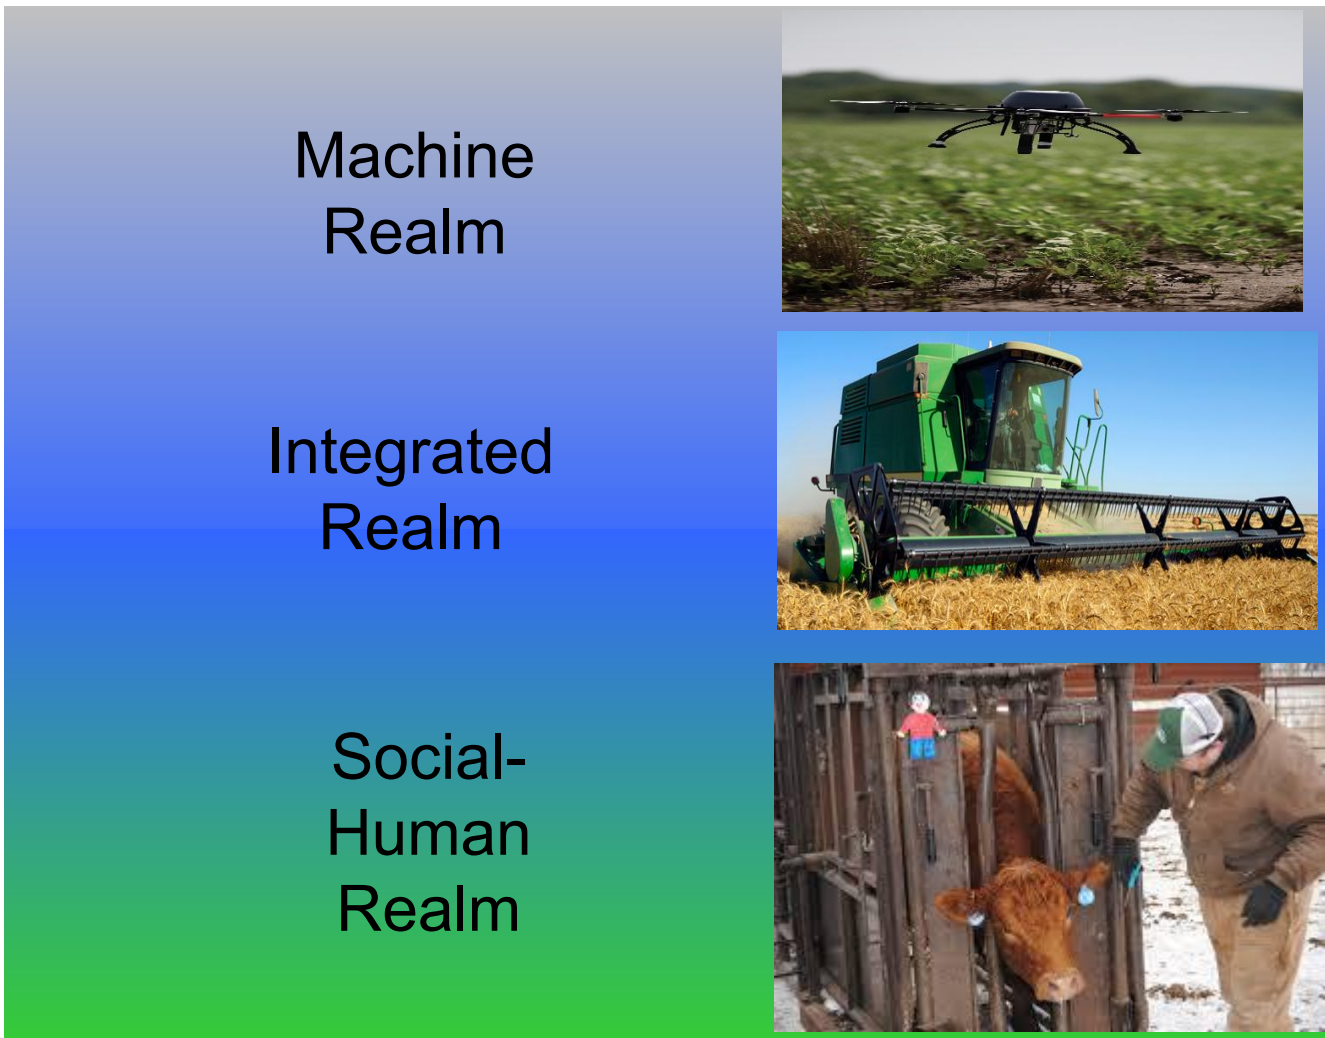 Machine
Realm
Integrated
Realm
Social-
Human
Realm